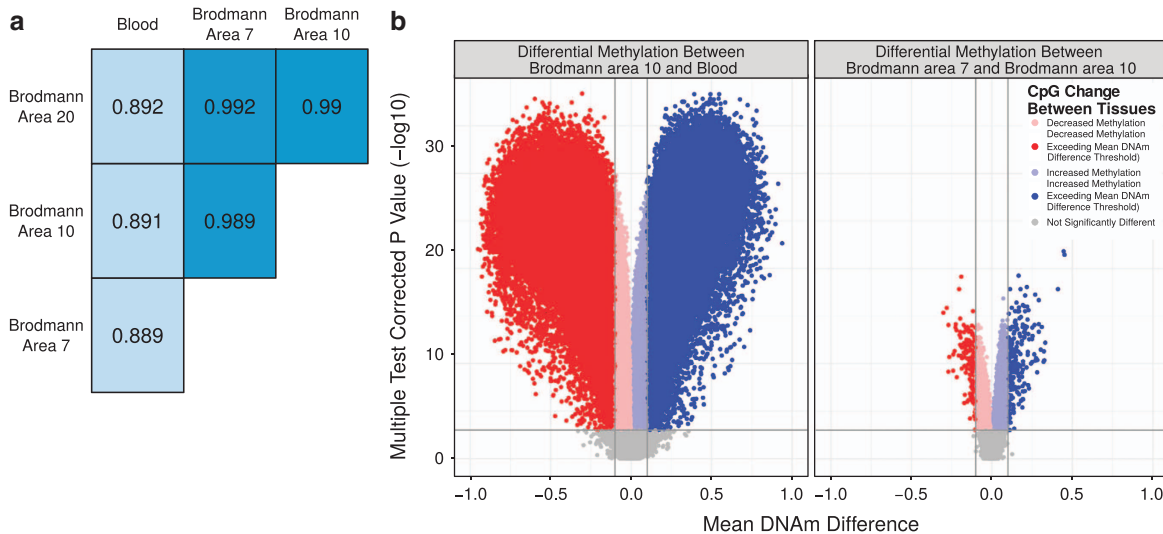 a
Blood
Brodmann
Area 7
Brodmann
Area 10
Brodmann
Area 20
0.892
0.992
0.99
Brodmann
Area 10
0.891
0.989
Brodmann
Area 7
0.889
b
Differential Methylation Between
Brodmann area 10 and Blood
Differential Methylation Between
Brodmann area 7 and Brodmann area 10
CpG Change
Between Tissues
Decreased Methylation
Decreased Methylation
Exceeding Mean DNAm
Difference Threshold)
Increased Methylation
Increased Methylation
Exceeding Mean DNAm
Difference Threshold)
Not Significantly Different
Multiple Test Corrected P Value (−log10)
30
20
10
0
−1.0 −0.5 0.0 0.5 1.0
−1.0 −0.5 0.0 0.5 1.0
Mean DNAm Difference